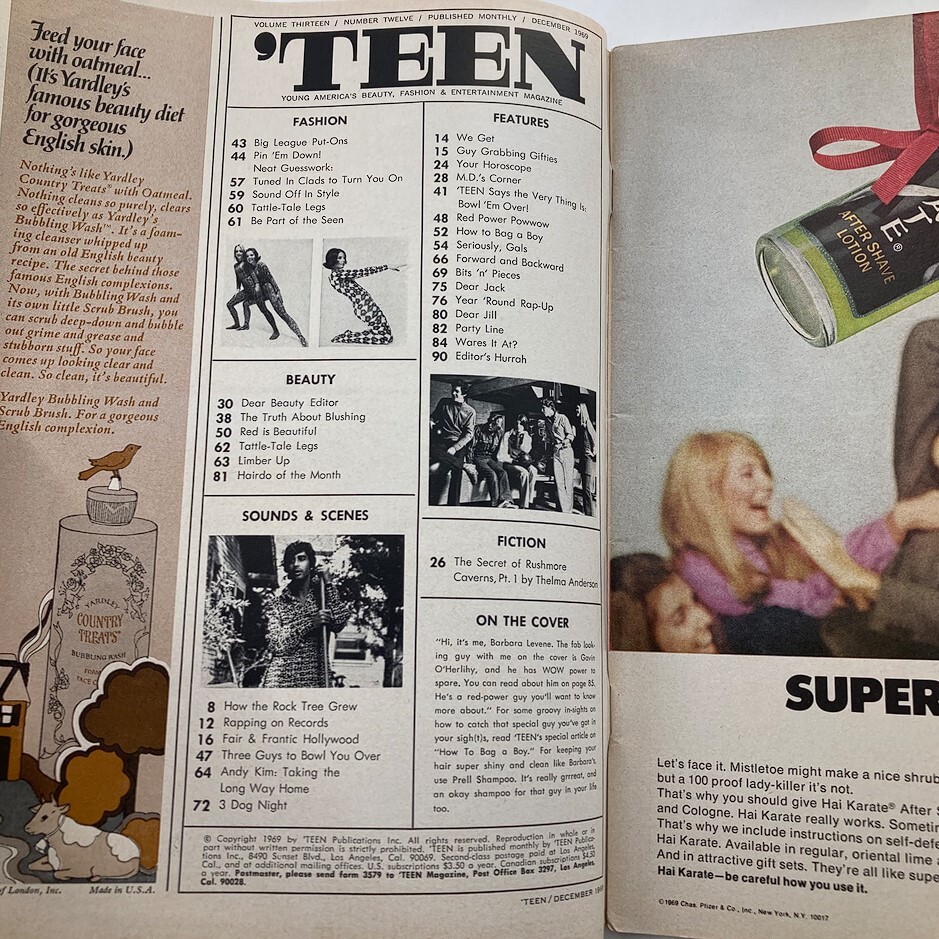 Feed your face
with oatmeal...
(It's Yardley's
famous beauty diet
for gorgeous
English skin.)
Nothing's like Yardley
Country Treats® with Oatmeal.
Nothing cleans so purely, clears
so effectively as Yardley's
Bubbling Wash™. It's a foam-
ing cleanser whipped up
from an old English beauty
recipe. The secret behind those
famous English complexions.
Now, with Bubbling Wash and
its own little Scrub Brush, you
can scrub deep-down and bubble
out grime and grease and
stubborn stuff. So your face
comes up looking clear and
clean. So clean, it's beautiful.
Yardley Bubbling Wash and
Scrub Brush. For a gorgeous
English complexion.
YARDLEY
COUNTRY
TREATS
BUBBLING WASH
of London, Inc. Made in U.S.A.
VOLUME THIRTEEN / NUMBER TWELVE / PUBLISHED MONTHLY / DECEMBER 1969
'TEEN
YOUNG AMERICA'S BEAUTY, FASHION & ENTERTAINMENT MAGAZINE
FASHION
43 Big League Put-Ons
44 Pin 'Em Down!
Neat Guesswork:
57 Tuned In Clads to Turn You On
59 Sound Off In Style
60 Tattle-Tale Legs
61 Be Part of the Seen
BEAUTY
30 Dear Beauty Editor
38 The Truth About Blushing
50 Red is Beautiful
62 Tattle-Tale Legs
63 Limber Up
81 Hairdo of the Month
SOUNDS & SCENES
8 How the Rock Tree Grew
12 Rapping on Records
16 Fair & Frantic Hollywood
47 Three Guys to Bowl You Over
64 Andy Kim: Taking the
Long Way Home
72 3 Dog Night
FEATURES
14 We Get
15 Guy Grabbing Gifties
24 Your Horoscope
28 M.D.'s Corner
41 'TEEN Says the Very Thing Is:
Bowl 'Em Over!
48 Red Power Powwow
52 How to Bag a Boy
54 Seriously, Gals
66 Forward and Backward
69 Bits 'n' Pieces
75 Dear Jack
76 Year 'Round Rap-Up
80 Dear Jill
82 Party Line
84 Wares It At?
90 Editor's Hurrah
FICTION
26 The Secret of Rushmore
Caverns, Pt. 1 by Thelma Anderson
ON THE COVER
"Hi, it's me, Barbara Levene. The fab look-
ing guy with me on the cover is Gavin
O'Herlihy, and he has WOW power to
spare. You can read about him on page 85.
He's a red-power guy you'll want to know
more about." For some groovy in-sights on
how to catch that special guy you've got in
your sigh(t)s, read 'TEEN's special article on
"How To Bag a Boy." For keeping your
hair super shiny and clean like Barbara's,
use Prell Shampoo. It's really grrreat, and
an okay shampoo for that guy in your life
too.
© Copyright 1969 by 'TEEN Publications Inc. All rights reserved. Reproduction in whole or in
part without written permission is strictly prohibited. 'TEEN is published monthly by 'TEEN Publica-
tions Inc., 8490 Sunset Blvd., Los Angeles, Cal. 90069. Second-class postage paid at Los Angeles,
Cal., and at additional mailing offices. U.S. subscriptions $3.50 a year. Canadian subscriptions $4.50
a year. Postmaster, please send form 3579 to 'TEEN Magazine, Post Office Box 3297, Los Angeles
Cal. 90028.
'TEEN/DECEMBER 1969
AFTER SHAVE
LOTION
SUPER
Let's face it. Mistletoe might make a nice shrub
but a 100 proof lady-killer it's not.
That's why you should give Hai Karate® After S
and Cologne. Hai Karate really works. Sometim
That's why we include instructions on self-defe
Hai Karate. Available in regular, oriental lime a
And in attractive gift sets. They're all like supe
Hai Karate—be careful how you use it.
©1969 Chas. Pfizer & Co., Inc., New York, N.Y. 10017